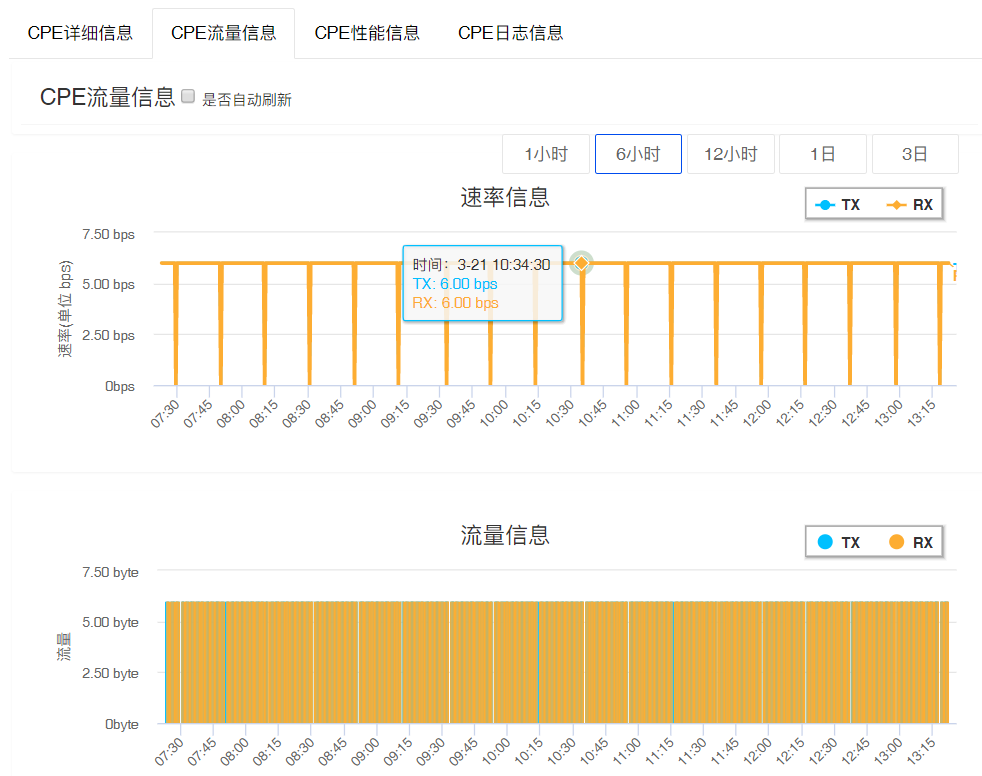 CPE详细信息 CPE流量信息 CPE性能信息 CPE日志信息
CPE流量信息 是否自动刷新
1小时 6小时 12小时 1日 3日
速率信息
TX RX
7.50 bps
5.00 bps
2.50 bps
0bps
速率(单位 bps)
时间：3-21 10:34:30
TX: 6.00 bps
RX: 6.00 bps
07:30 07:45 08:00 08:15 08:30 08:45 09:00 09:15 09:30 09:45 10:00 10:15 10:30 10:45 11:00 11:15 11:30 11:45 12:00 12:15 12:30 12:45 13:00 13:15
流量信息
TX RX
7.50 byte
5.00 byte
2.50 byte
0byte
流量
07:30 07:45 08:00 08:15 08:30 08:45 09:00 09:15 09:30 09:45 10:00 10:15 10:30 10:45 11:00 11:15 11:30 11:45 12:00 12:15 12:30 12:45 13:00 13:15